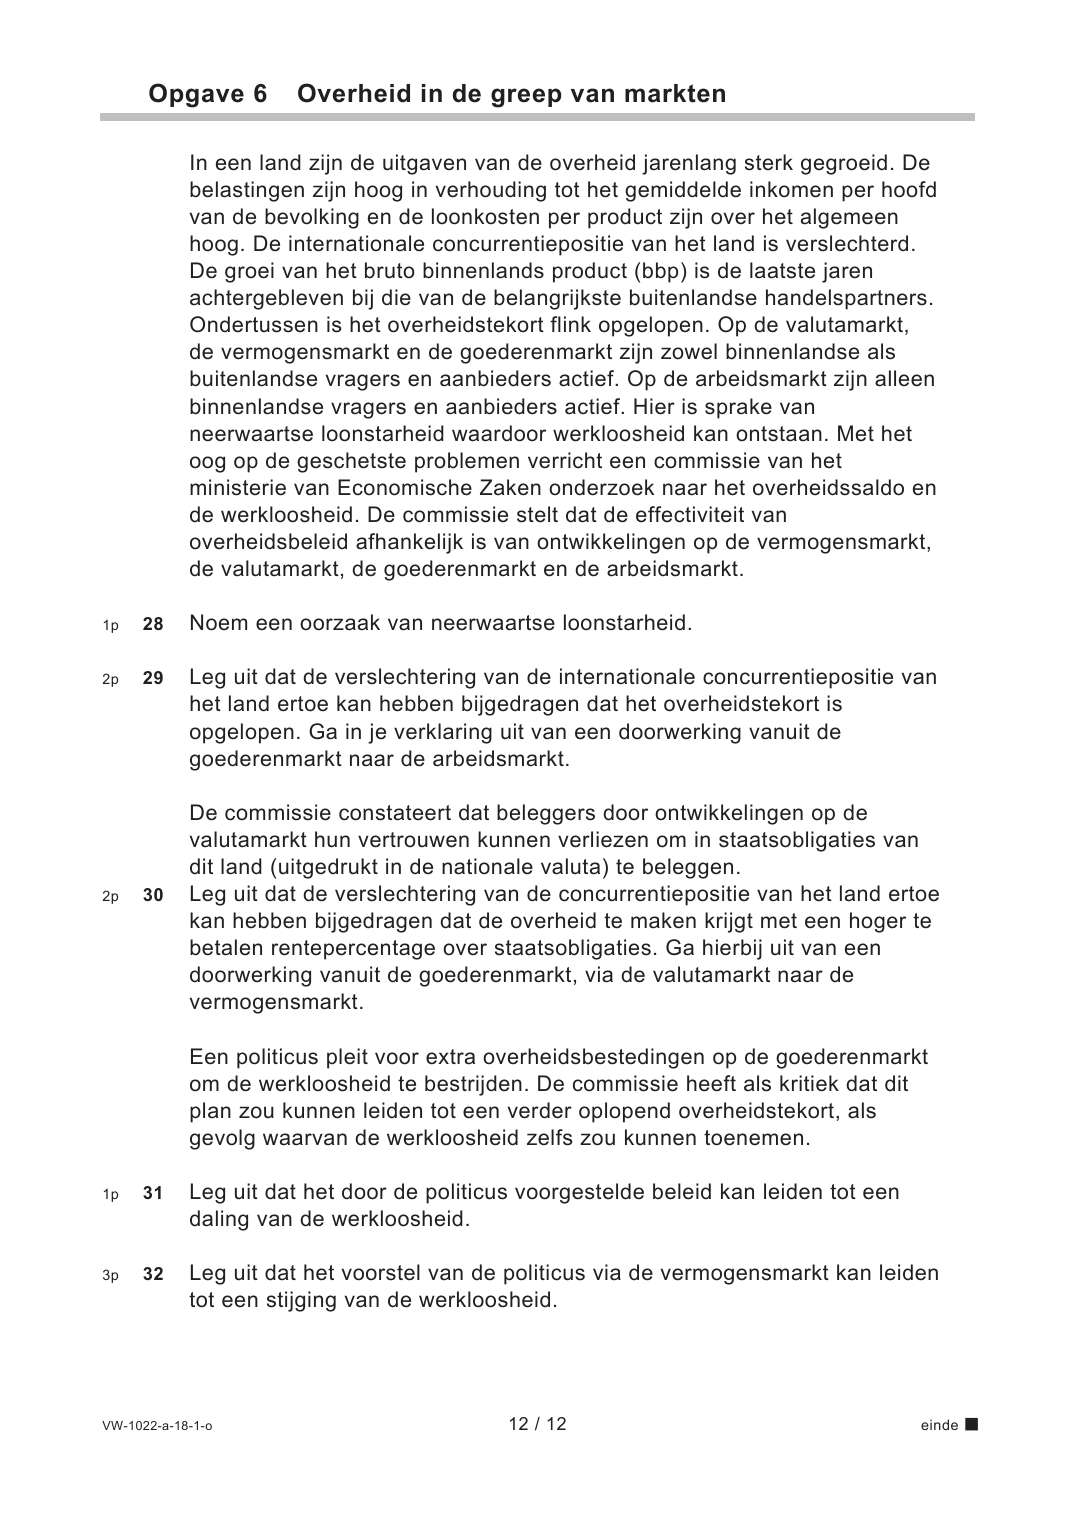 Opgave 6 Overheid in de greep van markten
In een land zijn de uitgaven van de overheid jarenlang sterk gegroeid. De
belastingen zijn hoog in verhouding tot het gemiddelde inkomen per hoofd
van de bevolking en de loonkosten per product zijn over het algemeen
hoog. De internationale concurrentiepositie van het land is verslechterd.
De groei van het bruto binnenlands product (bbp) is de laatste jaren
achtergebleven bij die van de belangrijkste buitenlandse handelspartners.
Ondertussen is het overheidstekort flink opgelopen. Op de valutamarkt,
de vermogensmarkt en de goederenmarkt zijn zowel binnenlandse als
buitenlandse vragers en aanbieders actief. Op de arbeidsmarkt zijn alleen
binnenlandse vragers en aanbieders actief. Hier is sprake van
neerwaartse loonstarheid waardoor werkloosheid kan ontstaan. Met het
oog op de geschetste problemen verricht een commissie van het
ministerie van Economische Zaken onderzoek naar het overheidssaldo en
de werkloosheid. De commissie stelt dat de effectiviteit van
overheidsbeleid afhankelijk is van ontwikkelingen op de vermogensmarkt,
de valutamarkt, de goederenmarkt en de arbeidsmarkt.
1p 28 Noem een oorzaak van neerwaartse loonstarheid.
2p 29 Leg uit dat de verslechtering van de internationale concurrentiepositie van
het land ertoe kan hebben bijgedragen dat het overheidstekort is
opgelopen. Ga in je verklaring uit van een doorwerking vanuit de
goederenmarkt naar de arbeidsmarkt.
De commissie constateert dat beleggers door ontwikkelingen op de
valutamarkt hun vertrouwen kunnen verliezen om in staatsobligaties van
dit land (uitgedrukt in de nationale valuta) te beleggen.
2p 30 Leg uit dat de verslechtering van de concurrentiepositie van het land ertoe
kan hebben bijgedragen dat de overheid te maken krijgt met een hoger te
betalen rentepercentage over staatsobligaties. Ga hierbij uit van een
doorwerking vanuit de goederenmarkt, via de valutamarkt naar de
vermogensmarkt.
Een politicus pleit voor extra overheidsbestedingen op de goederenmarkt
om de werkloosheid te bestrijden. De commissie heeft als kritiek dat dit
plan zou kunnen leiden tot een verder oplopend overheidstekort, als
gevolg waarvan de werkloosheid zelfs zou kunnen toenemen.
1p 31 Leg uit dat het door de politicus voorgestelde beleid kan leiden tot een
daling van de werkloosheid.
3p 32 Leg uit dat het voorstel van de politicus via de vermogensmarkt kan leiden
tot een stijging van de werkloosheid.
VW-1022-a-18-1-o 12 / 12 einde ■